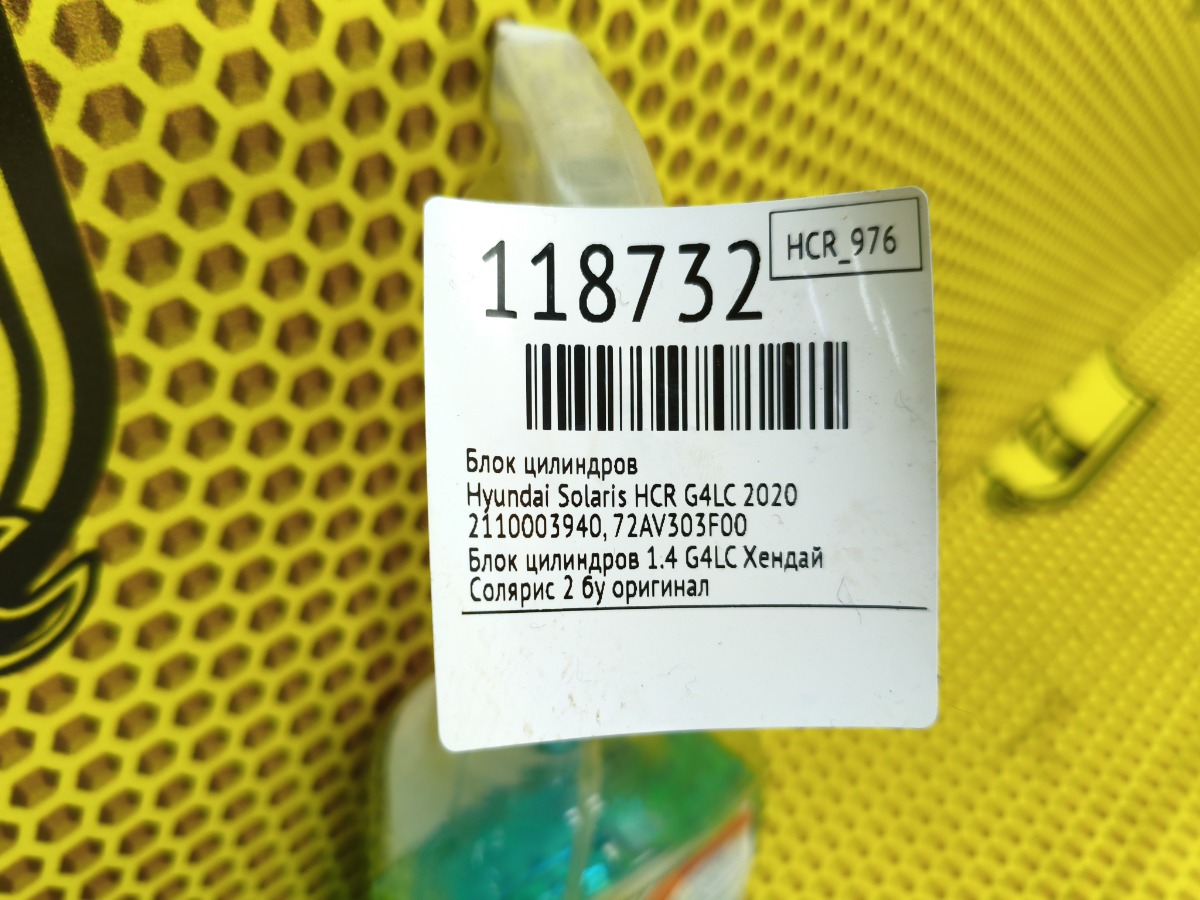 118732
HCR_976
Блок цилиндров
Hyundai Solaris HCR G4LC 2020
2110003940, 72AV303F00
Блок цилиндров 1.4 G4LC Хендай
Солярис 2 бу оригинал